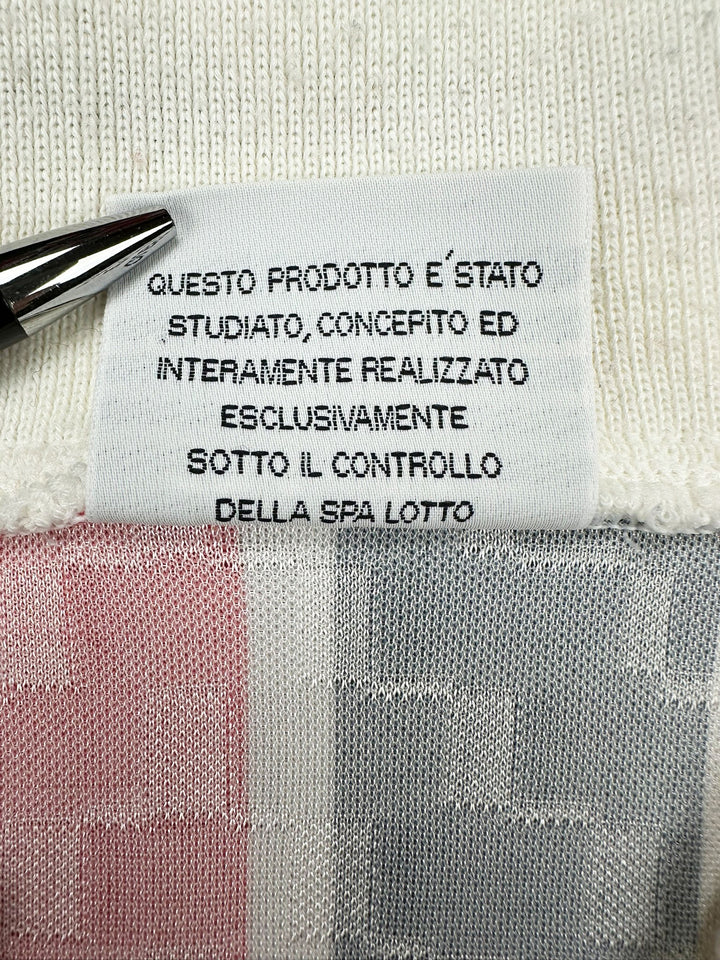 QUESTO PRODOTTO E´STATO
STUDIATO, CONCEPITO ED
INTERAMENTE REALIZZATO
ESCLUSIVAMENTE
SOTTO IL CONTROLLO
DELLA SPA LOTTO